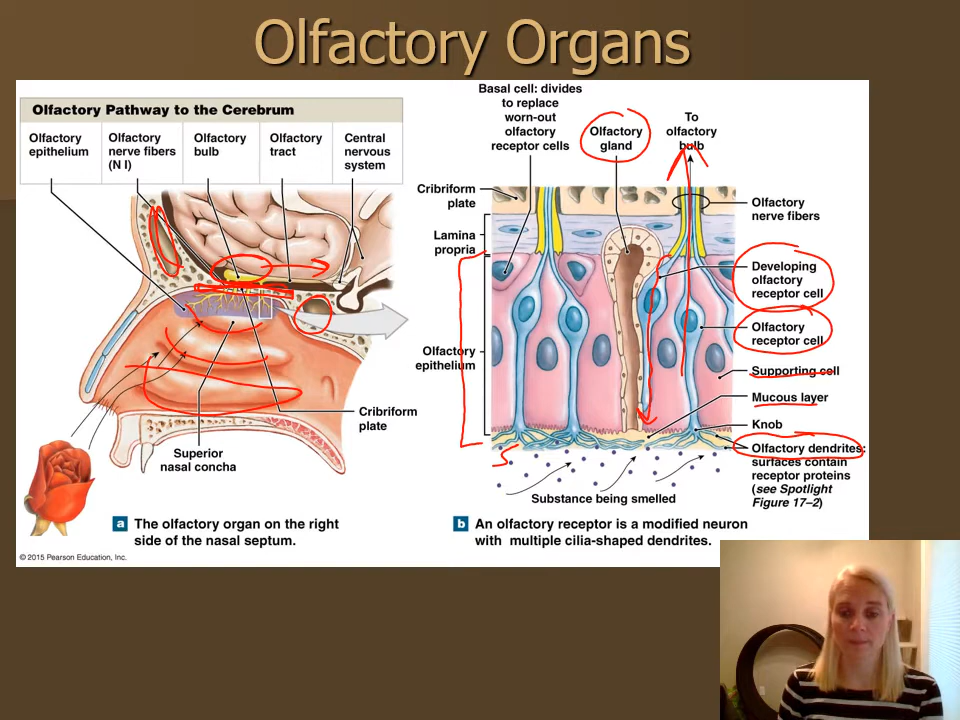 Olfactory Organs
Olfactory Pathway to the Cerebrum
Olfactory
epithelium
Olfactory
nerve fibers
(N I)
Olfactory
bulb
Olfactory
tract
Central
nervous
system
Cribriform
plate
Superior
nasal concha
a The olfactory organ on the right
side of the nasal septum.
© 2015 Pearson Education, Inc.
Basal cell: divides
to replace
worn-out
olfactory
receptor cells
Olfactory
gland
To
olfactory
bulb
Cribriform
plate
Lamina
propria
Olfactory
epithelium
Olfactory
nerve fibers
Developing
olfactory
receptor cell
Olfactory
receptor cell
Supporting cell
Mucous layer
Knob
Olfactory dendrites:
surfaces contain
receptor proteins
(see Spotlight
Figure 17–2)
Substance being smelled
b An olfactory receptor is a modified neuron
with multiple cilia-shaped dendrites.